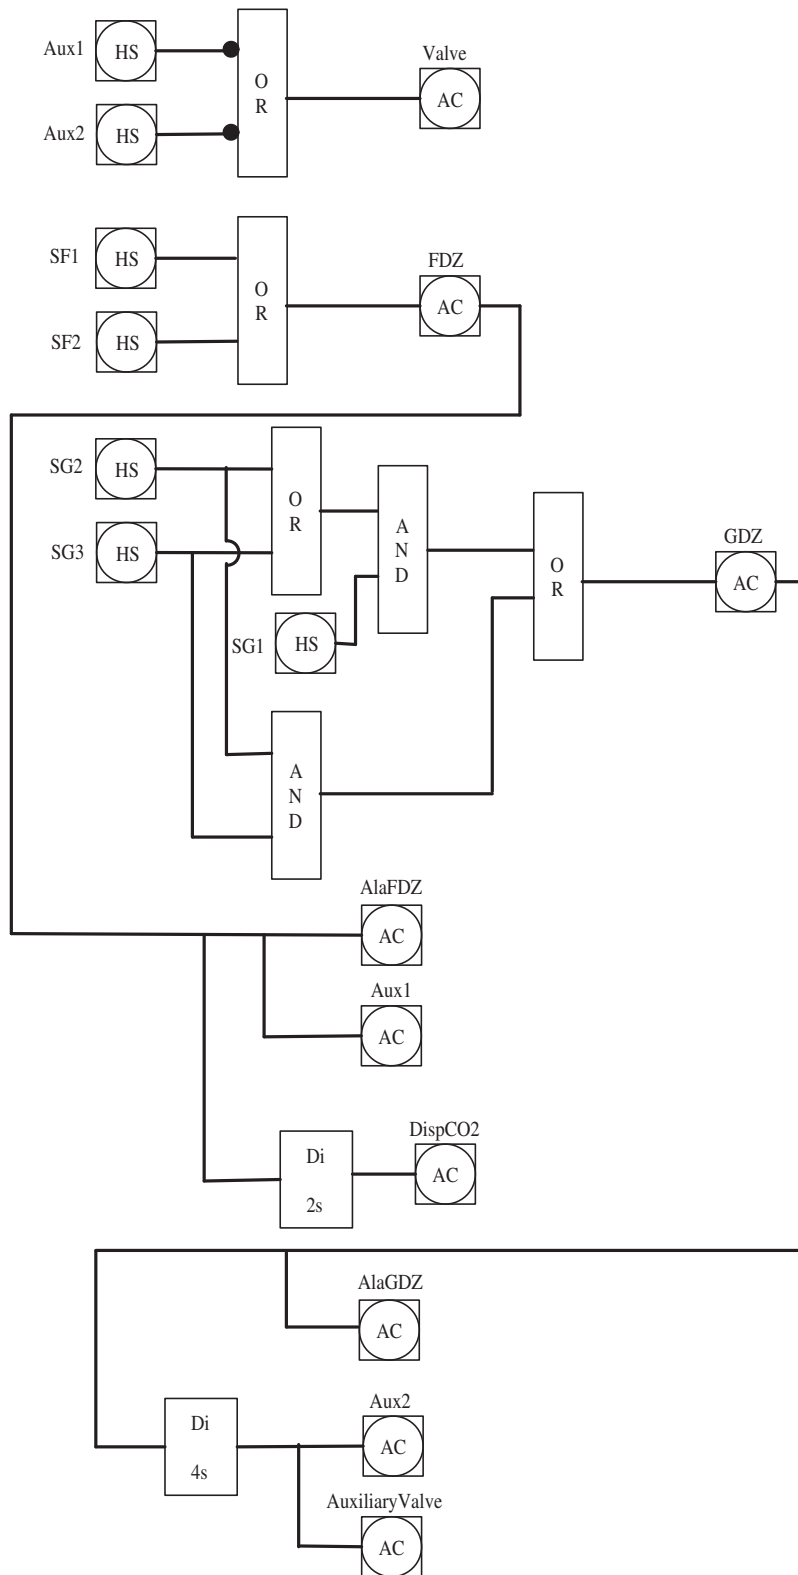 Aux1
HS
Valve
O
R
AC
Aux2
HS
SF1
HS
FDZ
O
R
AC
SF2
HS
SG2
HS
O
R
A
N
D
GDZ
SG3
HS
O
R
AC
SG1
HS
A
N
D
AlaFDZ
AC
Aux1
AC
DispCO2
Di
2s
AC
AlaGDZ
AC
Aux2
Di
4s
AC
AuxiliaryValve
AC